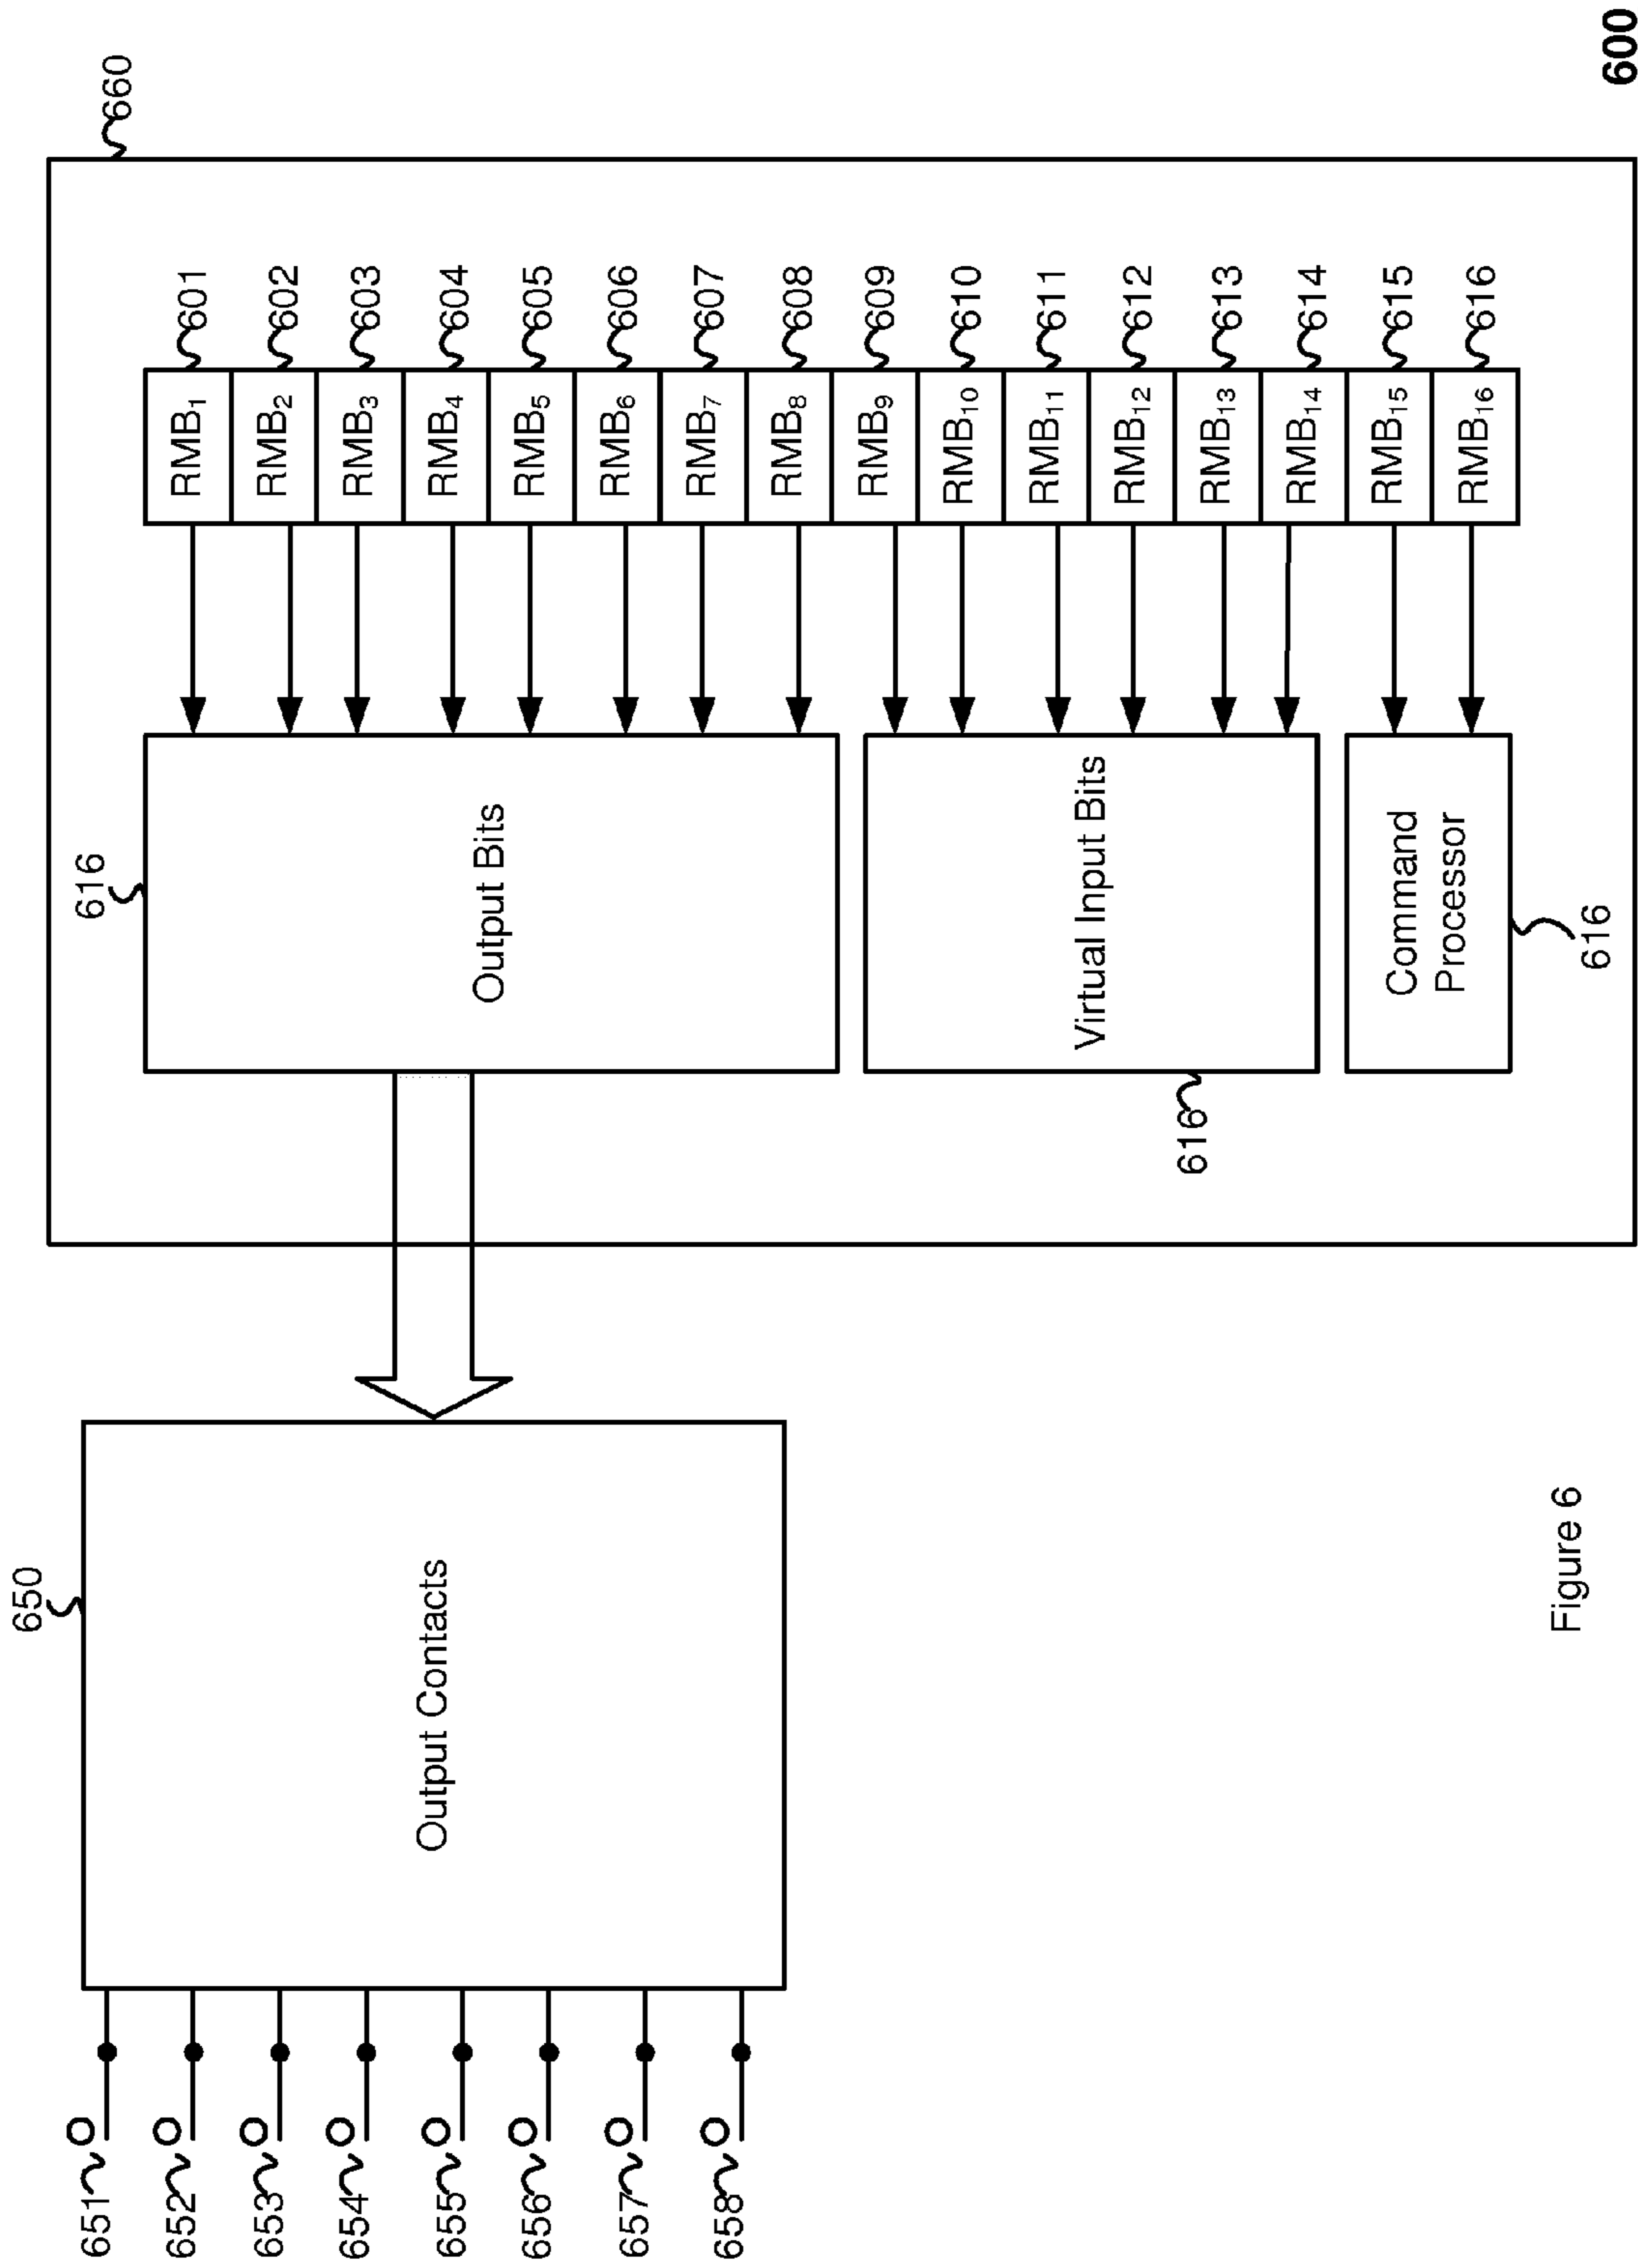 650
Output Contacts
651
652
653
654
655
656
657
658
616
Output Bits
616
Virtual Input Bits
Command
Processor
616
660
RMB1 601
RMB2 602
RMB3 603
RMB4 604
RMB5 605
RMB6 606
RMB7 607
RMB8 608
RMB9 609
RMB10 610
RMB11 611
RMB12 612
RMB13 613
RMB14 614
RMB15 615
RMB16 616
Figure 6
600